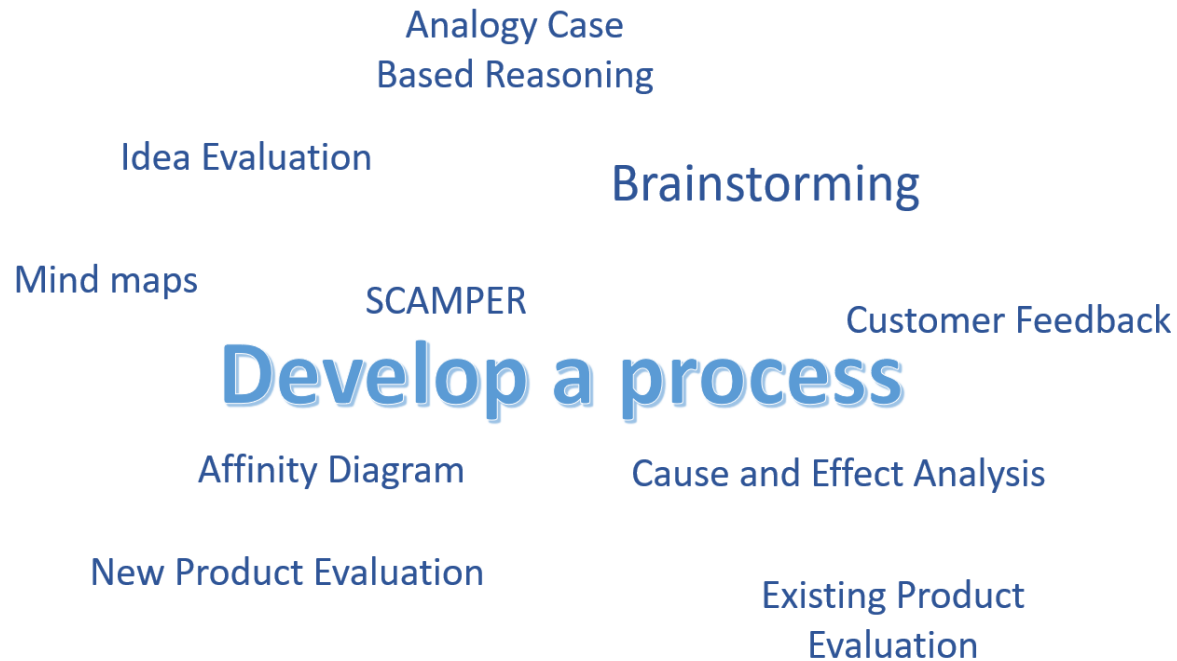 Analogy Case
Based Reasoning
Idea Evaluation
Brainstorming
Mind maps
SCAMPER
Customer Feedback
Develop a process
Affinity Diagram
Cause and Effect Analysis
New Product Evaluation
Existing Product
Evaluation